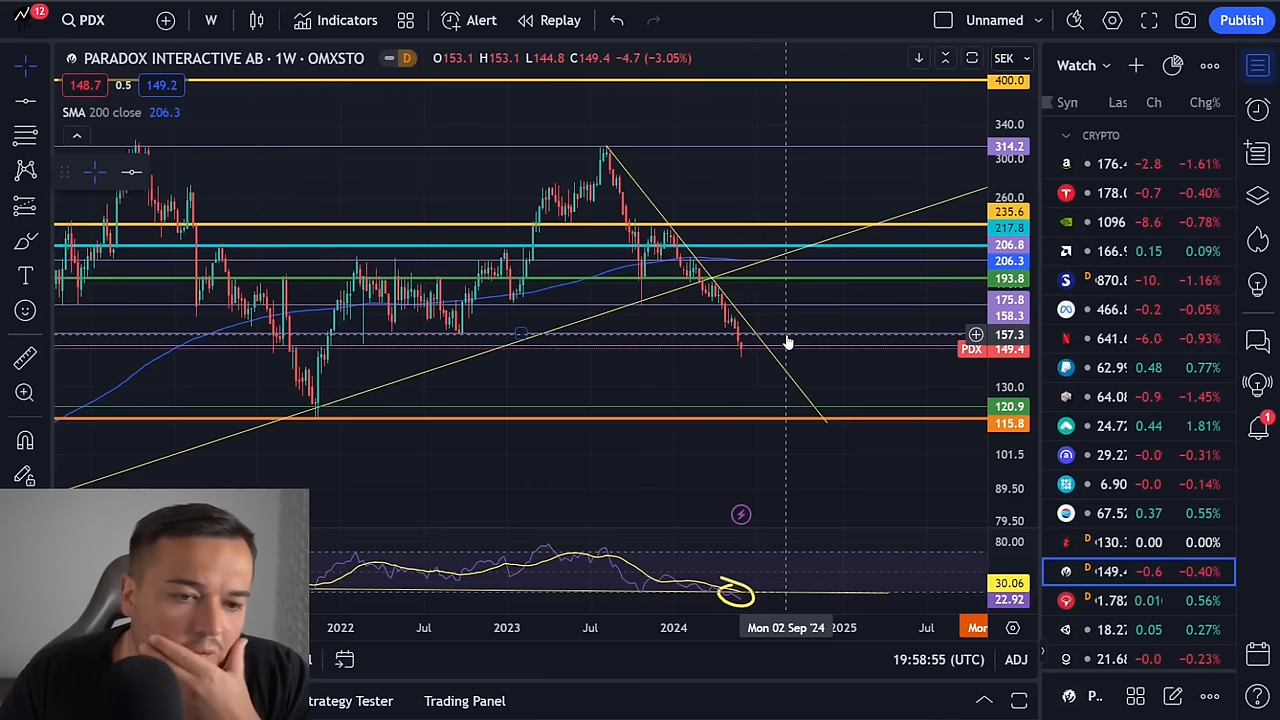 12
PDX
W
Indicators
Alert
Replay
Unnamed
Publish
PARADOX INTERACTIVE AB · 1W · OMXSTO
D
O153.1 H153.1 L144.8 C149.4 -4.7 (-3.05%)
SEK
148.7 0.5 149.2
SMA 200 close 206.3
400.0
340.0
314.2
300.0
260.0
235.6
217.8
206.8
206.3
193.8
175.8
158.3
157.3
PDX 149.4
130.0
120.9
115.8
101.5
89.50
79.50
80.00
30.06
22.92
2022 Jul 2023 Jul 2024 Mon 02 Sep '24 2025 Jul Mor
19:58:55 (UTC) ADJ
trategy Tester Trading Panel
Watch
Syn Las Ch Chg%
CRYPTO
176.4 -2.8 -1.61%
178.0 -0.7 -0.40%
1096 -8.6 -0.78%
166.9 0.15 0.09%
D 870.8 -10. -1.16%
466.8 -0.2 -0.05%
641.6 -6.0 -0.93%
62.99 0.48 0.77%
64.08 -0.9 -1.45%
24.72 0.44 1.81%
29.22 -0.0 -0.31%
6.90 -0.0 -0.14%
67.52 0.37 0.55%
D 130.3 0.00 0.00%
D 149.4 -0.6 -0.40%
D 1.782 0.01 0.56%
18.27 0.05 0.27%
21.68 -0.0 -0.23%
P..
1